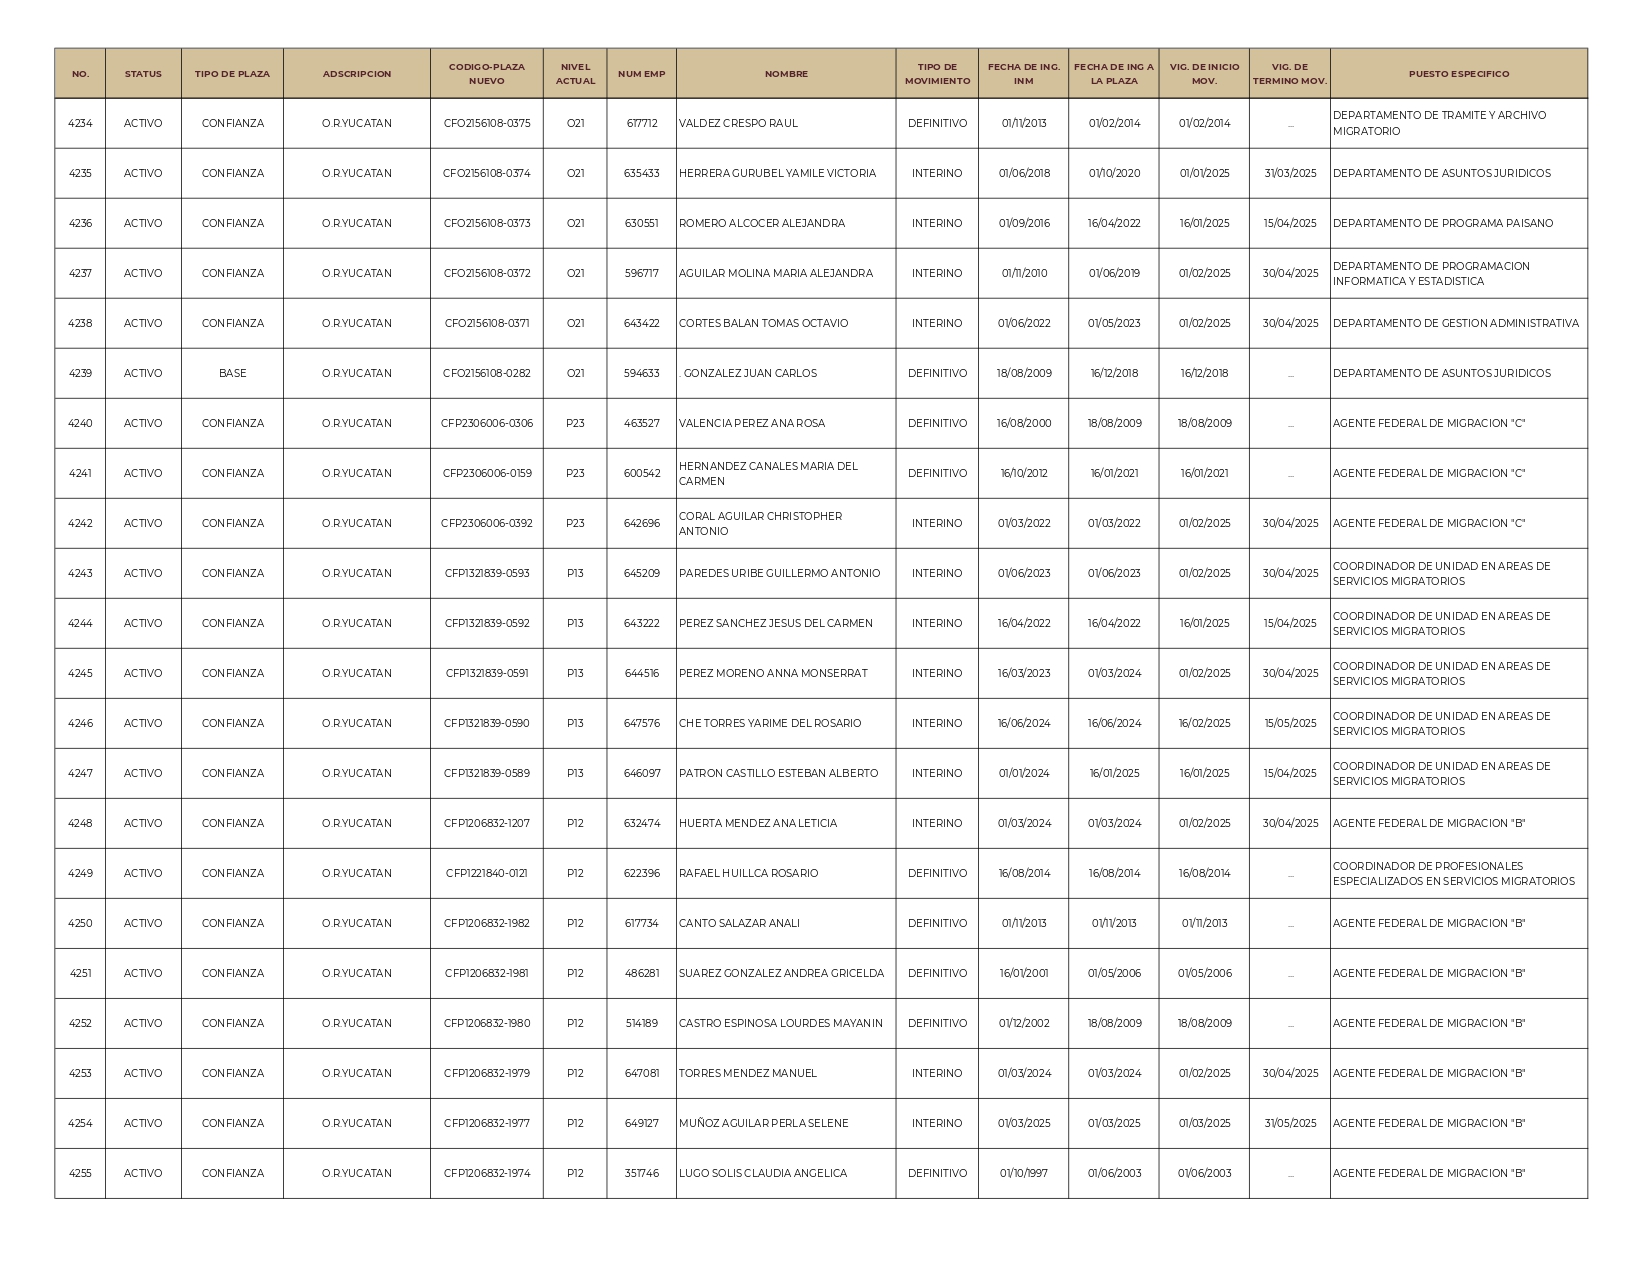 NO. STATUS TIPO DE PLAZA ADSCRIPCION CODIGO-PLAZA NUEVO NIVEL ACTUAL NUM EMP NOMBRE TIPO DE MOVIMIENTO FECHA DE ING. INM FECHA DE ING A LA PLAZA VIG. DE INICIO MOV. VIG. DE TERMINO MOV. PUESTO ESPECIFICO
4234 ACTIVO CONFIANZA O.R.YUCATAN CFO2156108-0375 O21 617712 VALDEZ CRESPO RAUL DEFINITIVO 01/11/2013 01/02/2014 01/02/2014 ... DEPARTAMENTO DE TRAMITE Y ARCHIVO MIGRATORIO
4235 ACTIVO CONFIANZA O.R.YUCATAN CFO2156108-0374 O21 635433 HERRERA GURUBEL YAMILE VICTORIA INTERINO 01/06/2018 01/10/2020 01/01/2025 31/03/2025 DEPARTAMENTO DE ASUNTOS JURIDICOS
4236 ACTIVO CONFIANZA O.R.YUCATAN CFO2156108-0373 O21 630551 ROMERO ALCOCER ALEJANDRA INTERINO 01/09/2016 16/04/2022 16/01/2025 15/04/2025 DEPARTAMENTO DE PROGRAMA PAISANO
4237 ACTIVO CONFIANZA O.R.YUCATAN CFO2156108-0372 O21 596717 AGUILAR MOLINA MARIA ALEJANDRA INTERINO 01/11/2010 01/06/2019 01/02/2025 30/04/2025 DEPARTAMENTO DE PROGRAMACION INFORMATICA Y ESTADISTICA
4238 ACTIVO CONFIANZA O.R.YUCATAN CFO2156108-0371 O21 643422 CORTES BALAN TOMAS OCTAVIO INTERINO 01/06/2022 01/05/2023 01/02/2025 30/04/2025 DEPARTAMENTO DE GESTION ADMINISTRATIVA
4239 ACTIVO BASE O.R.YUCATAN CFO2156108-0282 O21 594633 . GONZALEZ JUAN CARLOS DEFINITIVO 18/08/2009 16/12/2018 16/12/2018 ... DEPARTAMENTO DE ASUNTOS JURIDICOS
4240 ACTIVO CONFIANZA O.R.YUCATAN CFP2306006-0306 P23 463527 VALENCIA PEREZ ANA ROSA DEFINITIVO 16/08/2000 18/08/2009 18/08/2009 ... AGENTE FEDERAL DE MIGRACION "C"
4241 ACTIVO CONFIANZA O.R.YUCATAN CFP2306006-0159 P23 600542 HERNANDEZ CANALES MARIA DEL CARMEN DEFINITIVO 16/10/2012 16/01/2021 16/01/2021 ... AGENTE FEDERAL DE MIGRACION "C"
4242 ACTIVO CONFIANZA O.R.YUCATAN CFP2306006-0392 P23 642696 CORAL AGUILAR CHRISTOPHER ANTONIO INTERINO 01/03/2022 01/03/2022 01/02/2025 30/04/2025 AGENTE FEDERAL DE MIGRACION "C"
4243 ACTIVO CONFIANZA O.R.YUCATAN CFP1321839-0593 P13 645209 PAREDES URIBE GUILLERMO ANTONIO INTERINO 01/06/2023 01/06/2023 01/02/2025 30/04/2025 COORDINADOR DE UNIDAD EN AREAS DE SERVICIOS MIGRATORIOS
4244 ACTIVO CONFIANZA O.R.YUCATAN CFP1321839-0592 P13 643222 PEREZ SANCHEZ JESUS DEL CARMEN INTERINO 16/04/2022 16/04/2022 16/01/2025 15/04/2025 COORDINADOR DE UNIDAD EN AREAS DE SERVICIOS MIGRATORIOS
4245 ACTIVO CONFIANZA O.R.YUCATAN CFP1321839-0591 P13 644516 PEREZ MORENO ANNA MONSERRAT INTERINO 16/03/2023 01/03/2024 01/02/2025 30/04/2025 COORDINADOR DE UNIDAD EN AREAS DE SERVICIOS MIGRATORIOS
4246 ACTIVO CONFIANZA O.R.YUCATAN CFP1321839-0590 P13 647576 CHE TORRES YARIME DEL ROSARIO INTERINO 16/06/2024 16/06/2024 16/02/2025 15/05/2025 COORDINADOR DE UNIDAD EN AREAS DE SERVICIOS MIGRATORIOS
4247 ACTIVO CONFIANZA O.R.YUCATAN CFP1321839-0589 P13 646097 PATRON CASTILLO ESTEBAN ALBERTO INTERINO 01/01/2024 16/01/2025 16/01/2025 15/04/2025 COORDINADOR DE UNIDAD EN AREAS DE SERVICIOS MIGRATORIOS
4248 ACTIVO CONFIANZA O.R.YUCATAN CFP1206832-1207 P12 632474 HUERTA MENDEZ ANA LETICIA INTERINO 01/03/2024 01/03/2024 01/02/2025 30/04/2025 AGENTE FEDERAL DE MIGRACION "B"
4249 ACTIVO CONFIANZA O.R.YUCATAN CFP1221840-0121 P12 622396 RAFAEL HUILLCA ROSARIO DEFINITIVO 16/08/2014 16/08/2014 16/08/2014 ... COORDINADOR DE PROFESIONALES ESPECIALIZADOS EN SERVICIOS MIGRATORIOS
4250 ACTIVO CONFIANZA O.R.YUCATAN CFP1206832-1982 P12 617734 CANTO SALAZAR ANALI DEFINITIVO 01/11/2013 01/11/2013 01/11/2013 ... AGENTE FEDERAL DE MIGRACION "B"
4251 ACTIVO CONFIANZA O.R.YUCATAN CFP1206832-1981 P12 486281 SUAREZ GONZALEZ ANDREA GRICELDA DEFINITIVO 16/01/2001 01/05/2006 01/05/2006 ... AGENTE FEDERAL DE MIGRACION "B"
4252 ACTIVO CONFIANZA O.R.YUCATAN CFP1206832-1980 P12 514189 CASTRO ESPINOSA LOURDES MAYANIN DEFINITIVO 01/12/2002 18/08/2009 18/08/2009 ... AGENTE FEDERAL DE MIGRACION "B"
4253 ACTIVO CONFIANZA O.R.YUCATAN CFP1206832-1979 P12 647081 TORRES MENDEZ MANUEL INTERINO 01/03/2024 01/03/2024 01/02/2025 30/04/2025 AGENTE FEDERAL DE MIGRACION "B"
4254 ACTIVO CONFIANZA O.R.YUCATAN CFP1206832-1977 P12 649127 MUÑOZ AGUILAR PERLA SELENE INTERINO 01/03/2025 01/03/2025 01/03/2025 31/05/2025 AGENTE FEDERAL DE MIGRACION "B"
4255 ACTIVO CONFIANZA O.R.YUCATAN CFP1206832-1974 P12 351746 LUGO SOLIS CLAUDIA ANGELICA DEFINITIVO 01/10/1997 01/06/2003 01/06/2003 ... AGENTE FEDERAL DE MIGRACION "B"